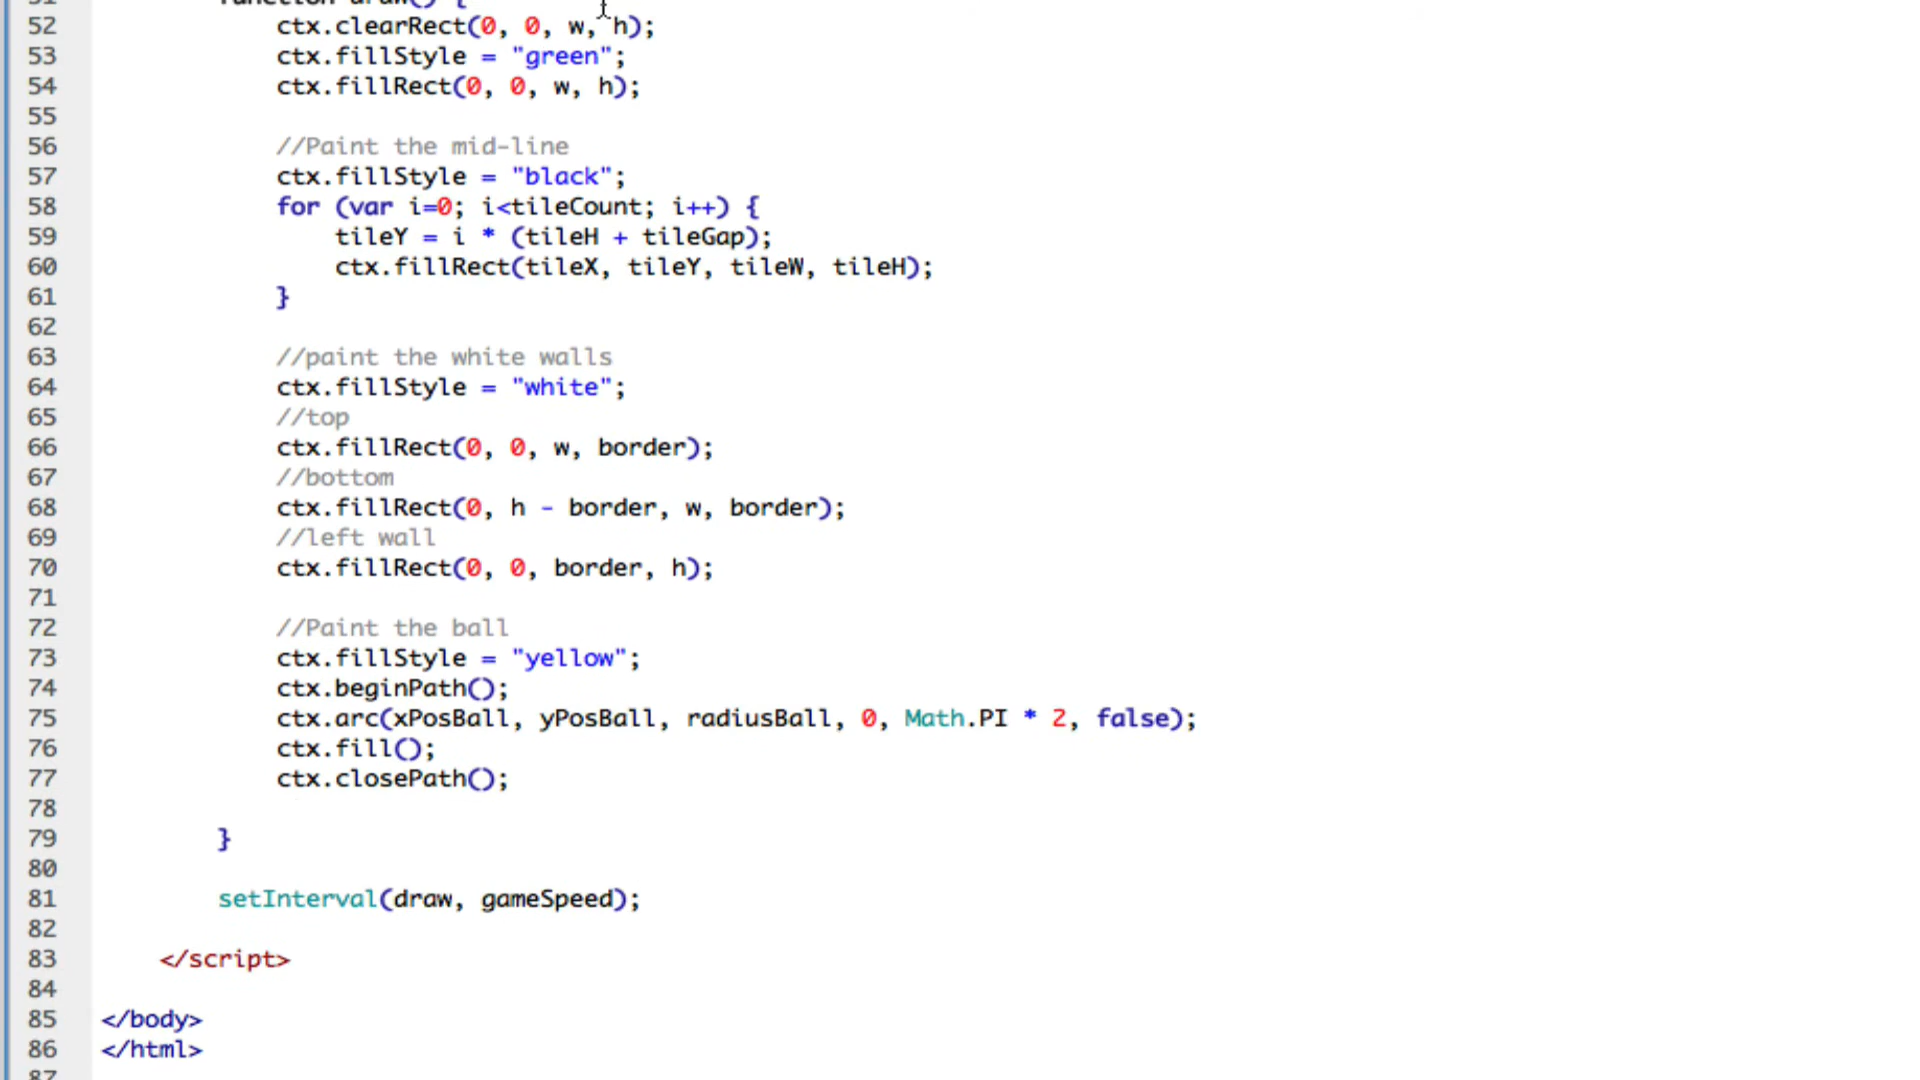 51 function draw() {
52 ctx.clearRect(0, 0, w, h);
53 ctx.fillStyle = "green";
54 ctx.fillRect(0, 0, w, h);
55
56 //Paint the mid-line
57 ctx.fillStyle = "black";
58 for (var i=0; i<tileCount; i++) {
59 tileY = i * (tileH + tileGap);
60 ctx.fillRect(tileX, tileY, tileW, tileH);
61 }
62
63 //paint the white walls
64 ctx.fillStyle = "white";
65 //top
66 ctx.fillRect(0, 0, w, border);
67 //bottom
68 ctx.fillRect(0, h - border, w, border);
69 //left wall
70 ctx.fillRect(0, 0, border, h);
71
72 //Paint the ball
73 ctx.fillStyle = "yellow";
74 ctx.beginPath();
75 ctx.arc(xPosBall, yPosBall, radiusBall, 0, Math.PI * 2, false);
76 ctx.fill();
77 ctx.closePath();
78
79 }
80
81 setInterval(draw, gameSpeed);
82
83 </script>
84
85 </body>
86 </html>
87